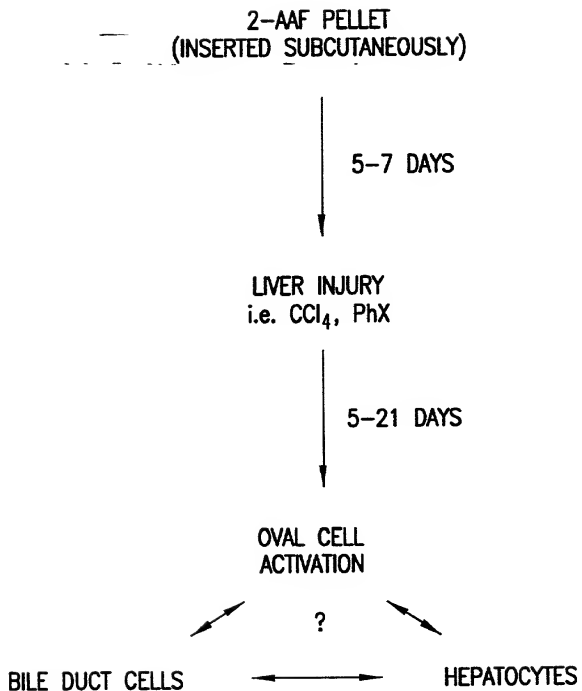 2-AAF PELLET
(INSERTED SUBCUTANEOUSLY)
5-7 DAYS
LIVER INJURY
i.e. CCl₄, PhX
5-21 DAYS
OVAL CELL
ACTIVATION
?
BILE DUCT CELLS
HEPATOCYTES